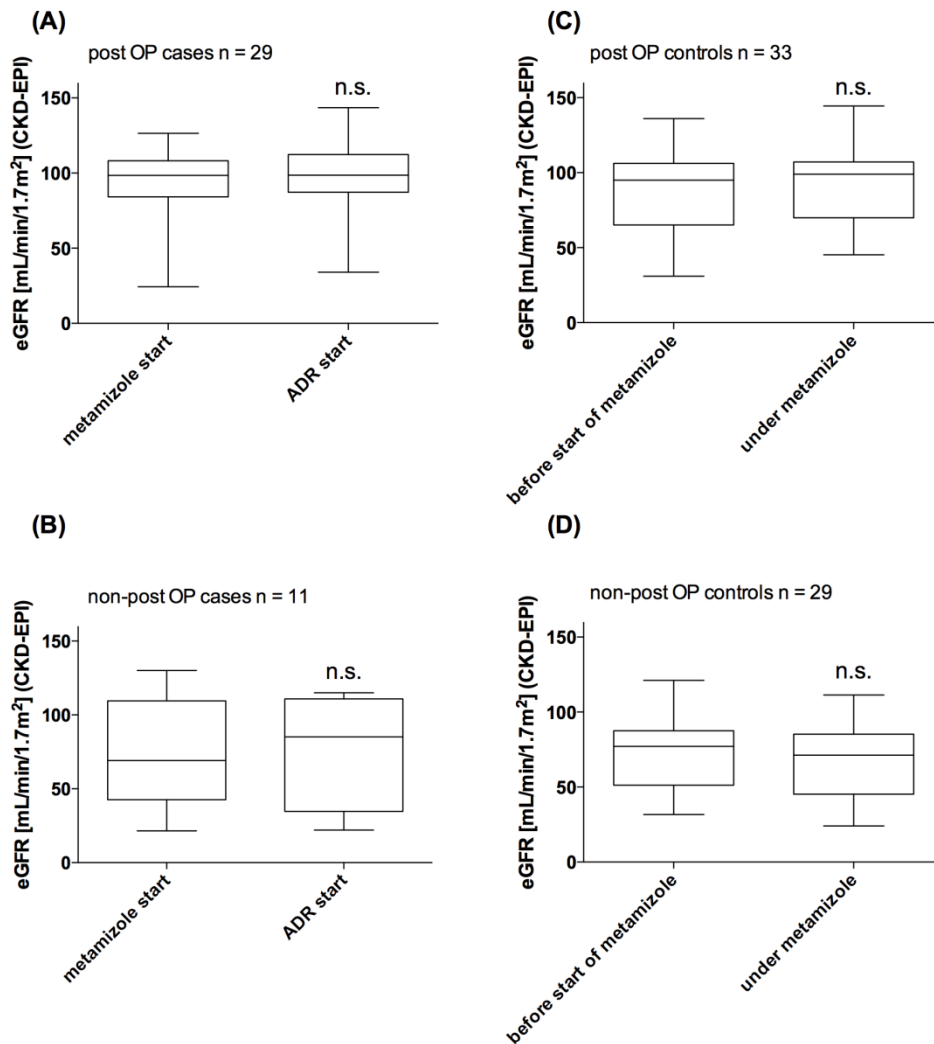 (A)
post OP cases n = 29
eGFR [mL/min/1.7m²] (CKD-EPI)
150
100
50
0
n.s.
metamizole start
ADR start
(C)
post OP controls n = 33
eGFR [mL/min/1.7m²] (CKD-EPI)
150
100
50
0
n.s.
before start of metamizole
under metamizole
(B)
non-post OP cases n = 11
eGFR [mL/min/1.7m²] (CKD-EPI)
150
100
50
0
n.s.
metamizole start
ADR start
(D)
non-post OP controls n = 29
eGFR [mL/min/1.7m²] (CKD-EPI)
150
100
50
0
n.s.
before start of metamizole
under metamizole